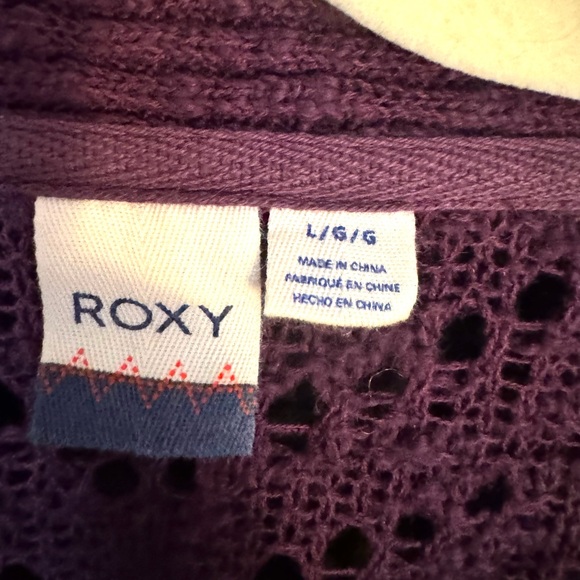 ROXY
L/G/G
MADE IN CHINA
FABRIQUÉ EN CHINE
HECHO EN CHINA